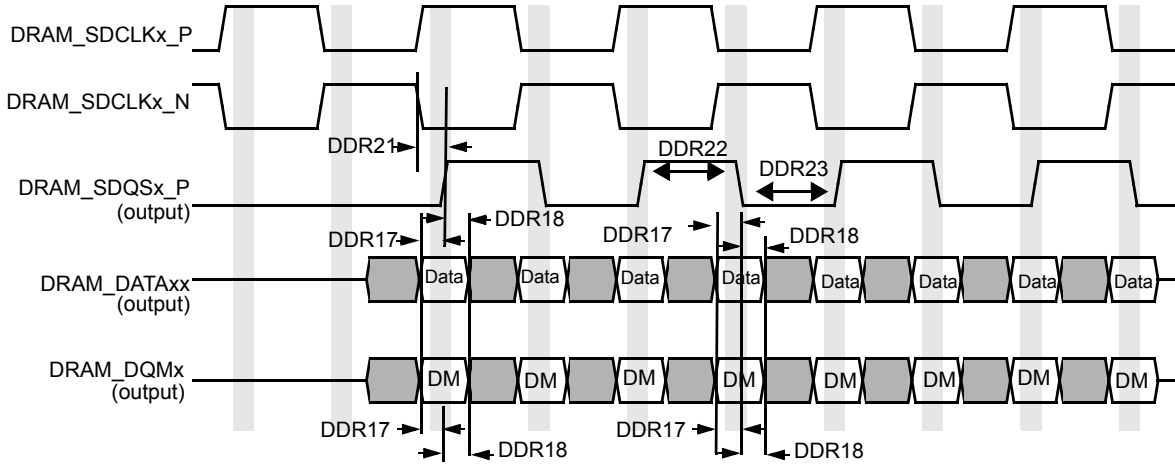 DRAM_SDCLKx_P
DRAM_SDCLKx_N
DDR21
DDR22
DDR23
DRAM_SDQSx_P
(output)
DDR17
DDR18
DDR17
DDR18
DRAM_DATAxx
(output)
Data Data Data Data Data Data Data Data
DRAM_DQMx
(output)
DM DM DM DM DM DM DM DM
DDR17
DDR18
DDR17
DDR18